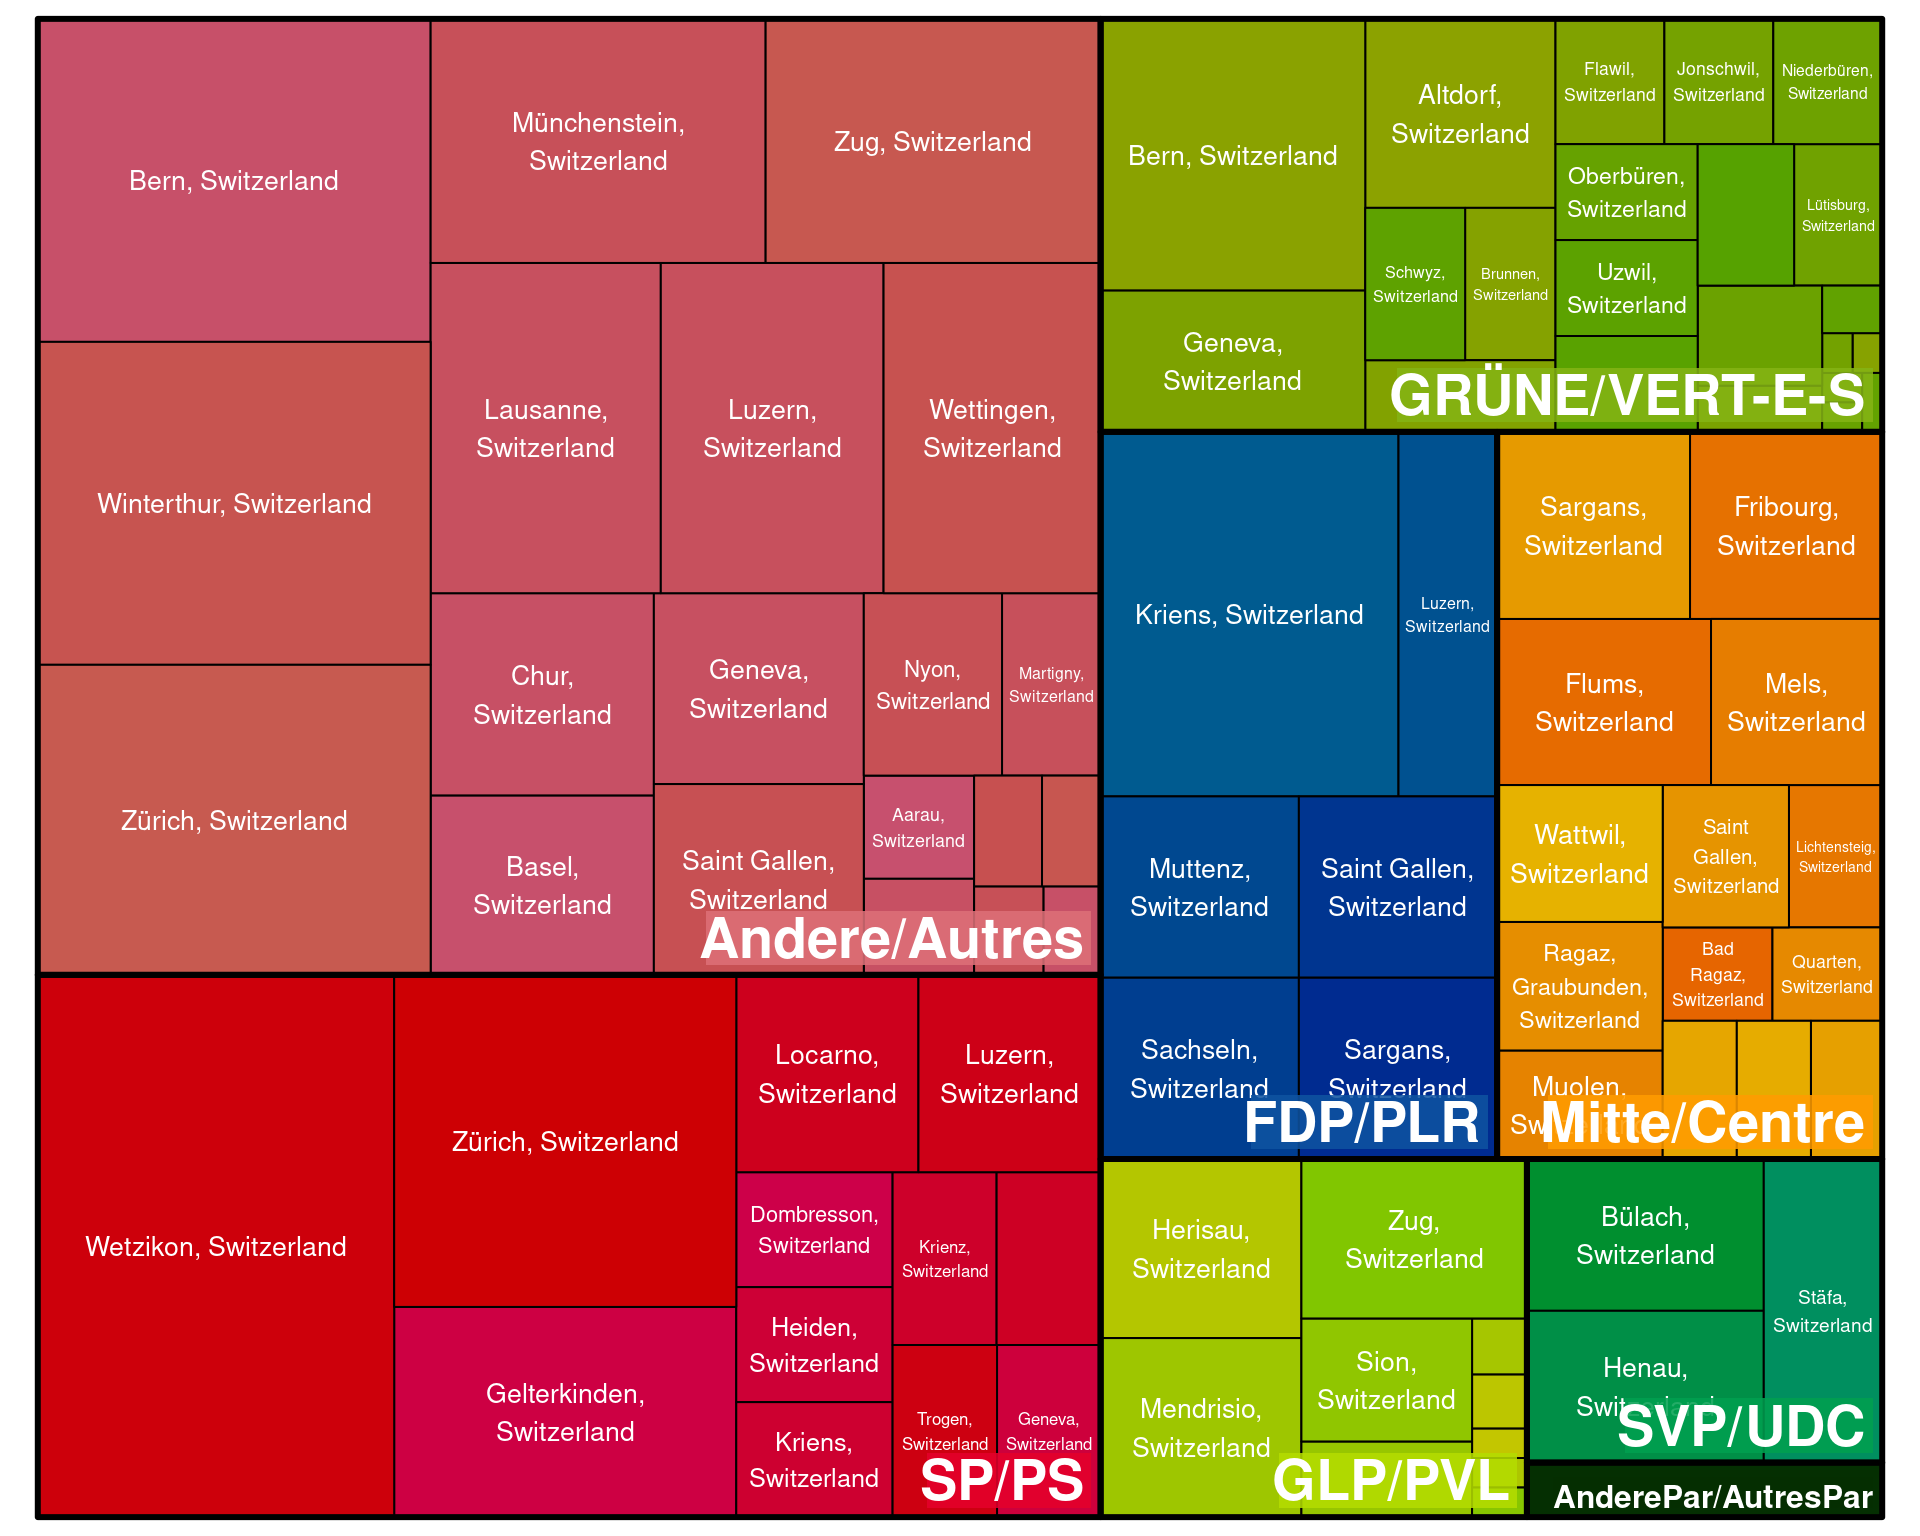 Bern, Switzerland
Münchenstein,
Switzerland
Zug, Switzerland
Winterthur, Switzerland
Lausanne,
Switzerland
Luzern,
Switzerland
Wettingen,
Switzerland
Zürich, Switzerland
Chur,
Switzerland
Geneva,
Switzerland
Nyon,
Switzerland
Martigny,
Switzerland
Basel,
Switzerland
Saint Gallen,
Switzerland
Aarau,
Switzerland
Andere/Autres
Bern, Switzerland
Altdorf,
Switzerland
Flawil,
Switzerland
Jonschwil,
Switzerland
Niederbüren,
Switzerland
Geneva,
Switzerland
Schwyz,
Switzerland
Brunnen,
Switzerland
Oberbüren,
Switzerland
Lütisburg,
Switzerland
Uzwil,
Switzerland
GRÜNE/VERT-E-S
Kriens, Switzerland
Luzern,
Switzerland
Muttenz,
Switzerland
Saint Gallen,
Switzerland
Sachseln,
Switzerland
Sargans,
Switzerland
FDP/PLR
Sargans,
Switzerland
Fribourg,
Switzerland
Flums,
Switzerland
Mels,
Switzerland
Wattwil,
Switzerland
Saint
Gallen,
Switzerland
Lichtensteig,
Switzerland
Ragaz,
Graubunden,
Switzerland
Bad
Ragaz,
Switzerland
Quarten,
Switzerland
Muolen,
Mitte/Centre
Wetzikon, Switzerland
Zürich, Switzerland
Locarno,
Switzerland
Luzern,
Switzerland
Gelterkinden,
Switzerland
Dombresson,
Switzerland
Krienz,
Switzerland
Heiden,
Switzerland
Kriens,
Switzerland
Trogen,
Switzerland
Geneva,
Switzerland
SP/PS
Herisau,
Switzerland
Zug,
Switzerland
Mendrisio,
Switzerland
Sion,
Switzerland
GLP/PVL
Bülach,
Switzerland
Stäfa,
Switzerland
Henau,
Switzerland
SVP/UDC
AnderePar/AutresPar